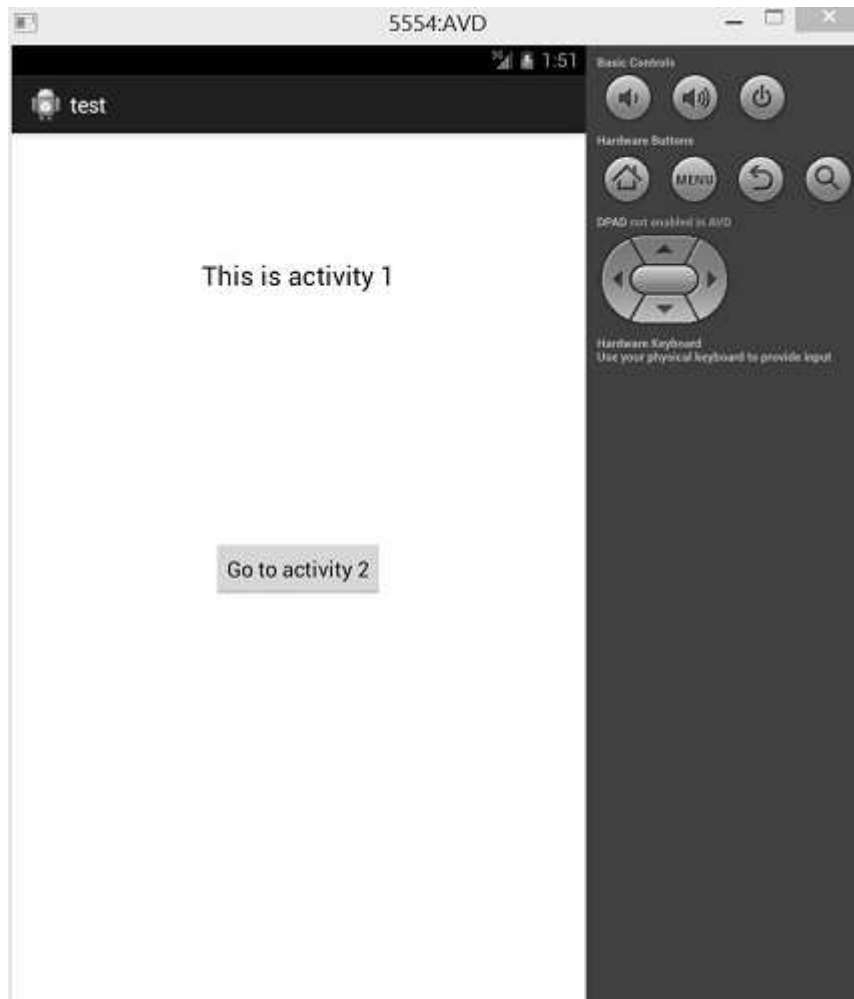 5554:AVD
3G 1:51
test
This is activity 1
Go to activity 2
Basic Controls
Hardware Buttons
MENU
DPAD not enabled in AVD
Hardware Keyboard
Use your physical keyboard to provide input